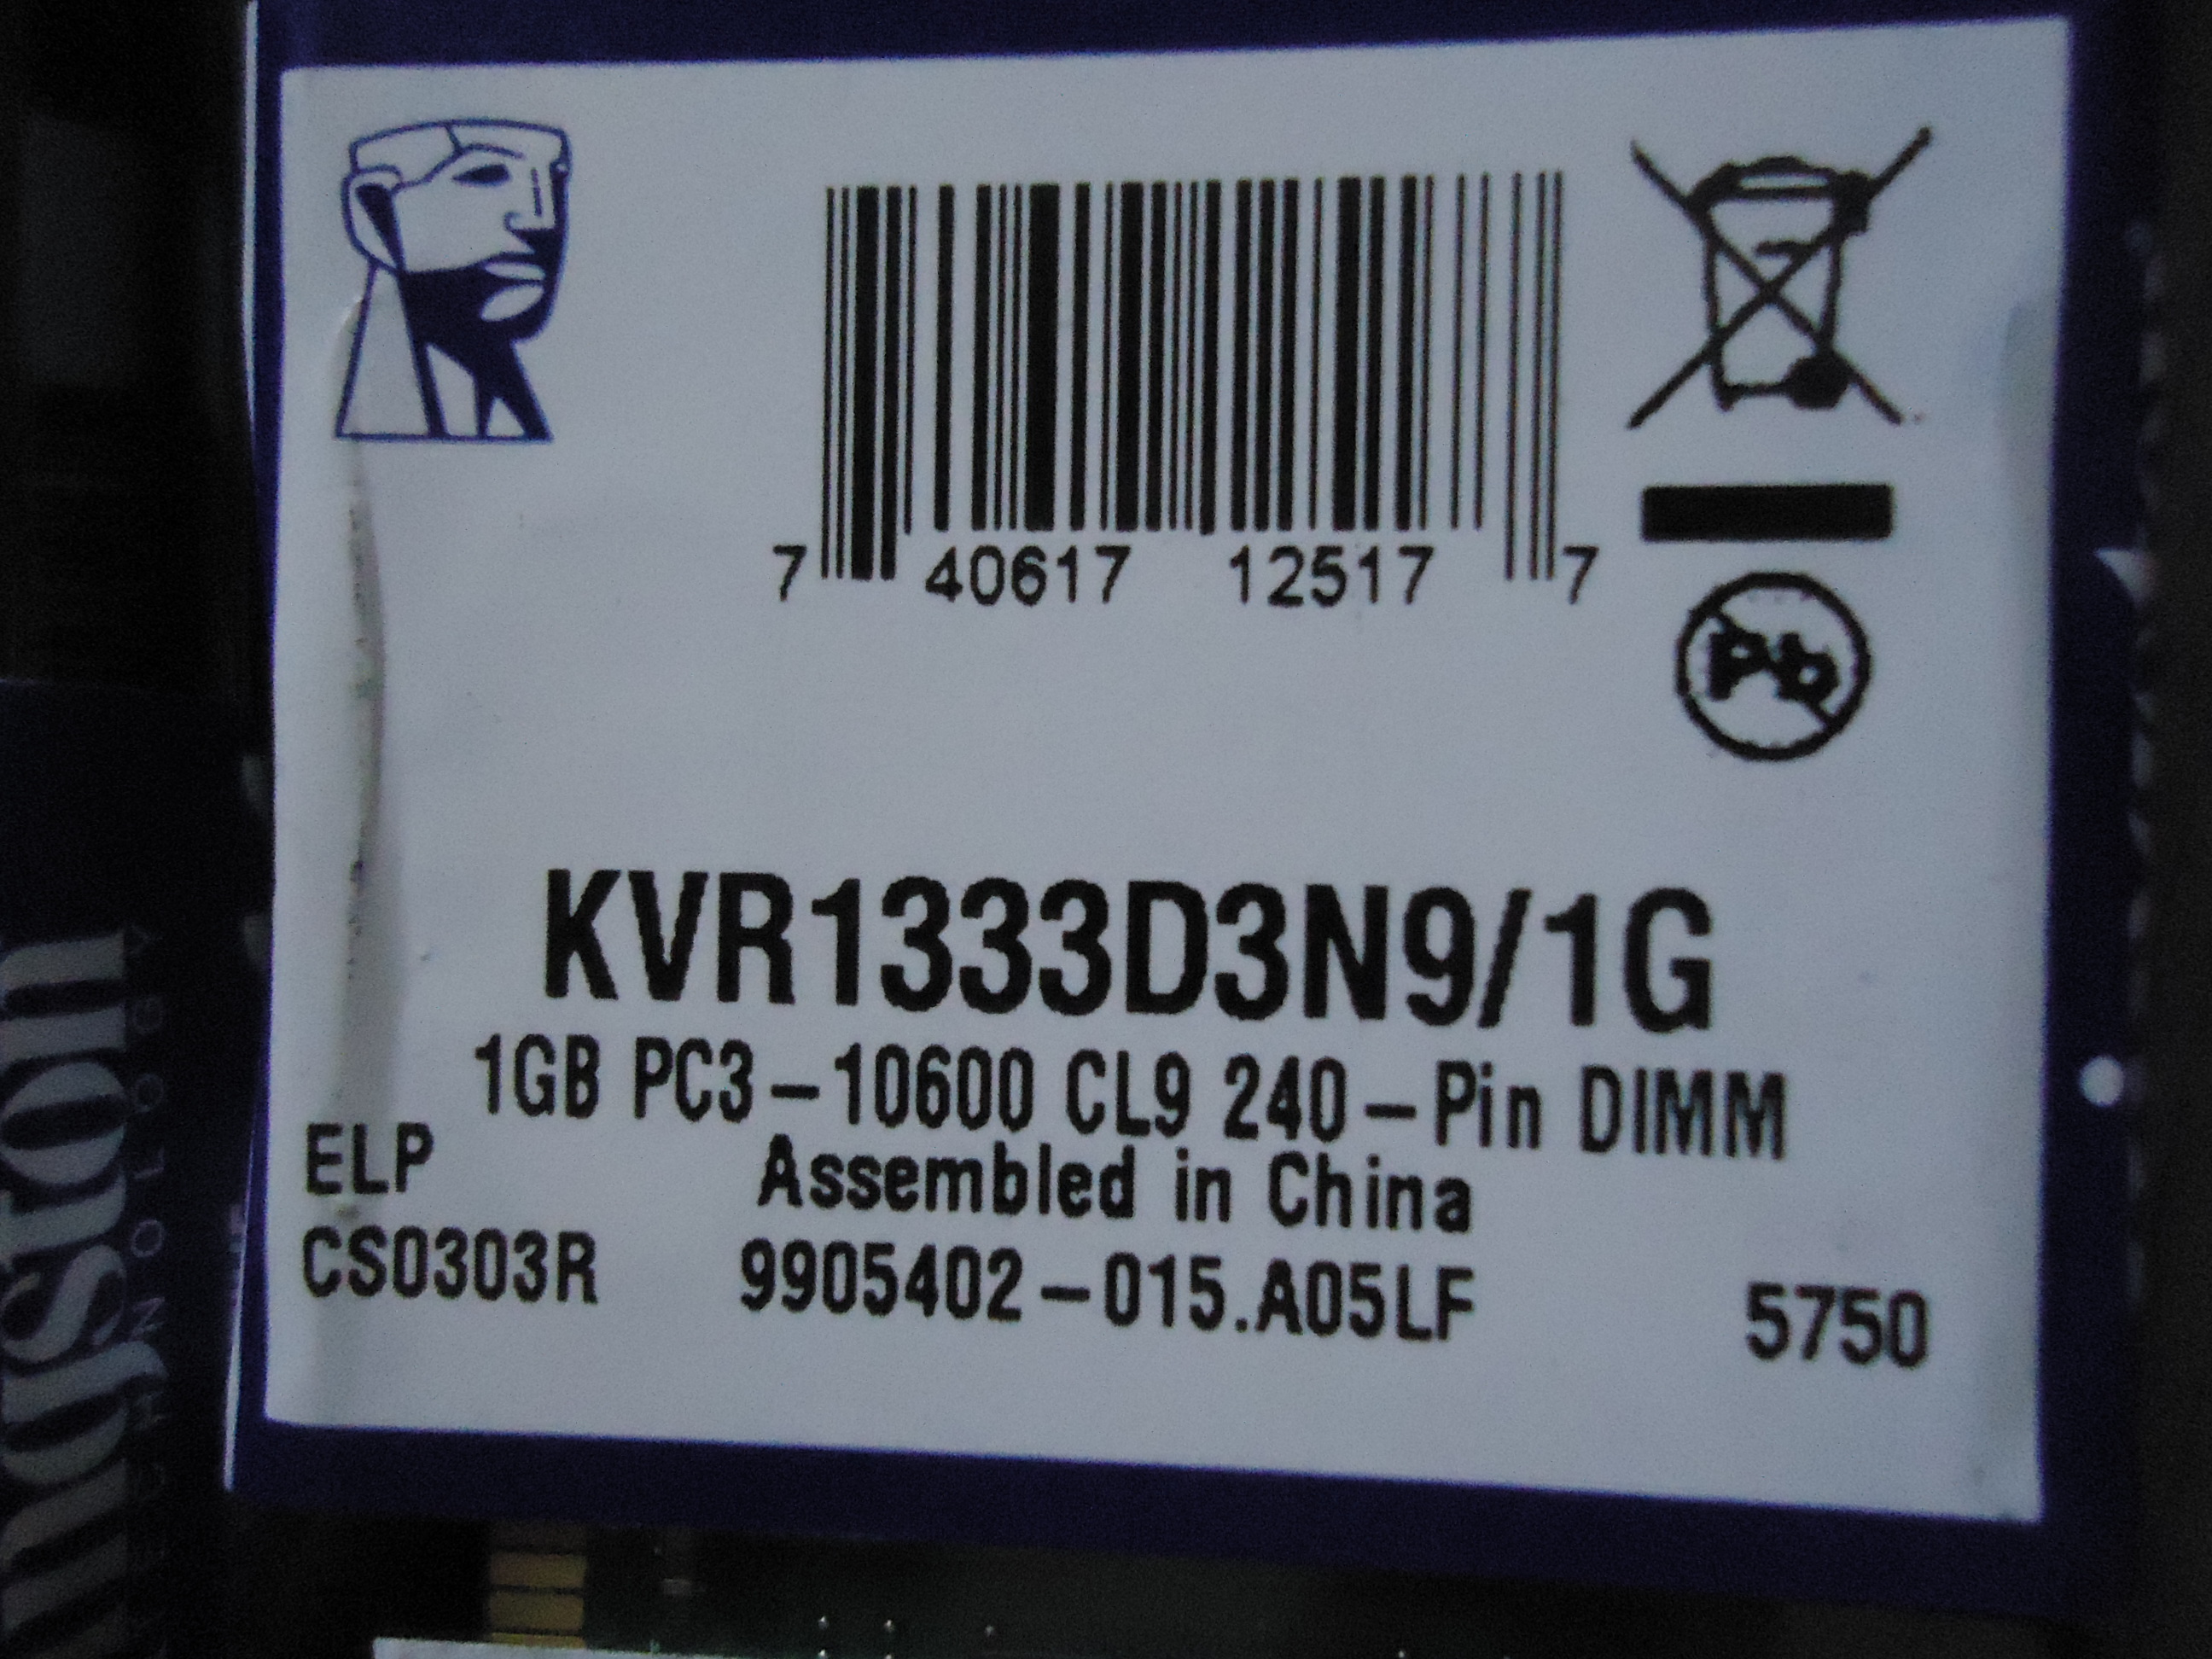 7 40617 12517 7
Pb
KVR1333D3N9/1G
1GB PC3-10600 CL9 240-Pin DIMM
ELP
Assembled in China
CS0303R 9905402-015.A05LF 5750